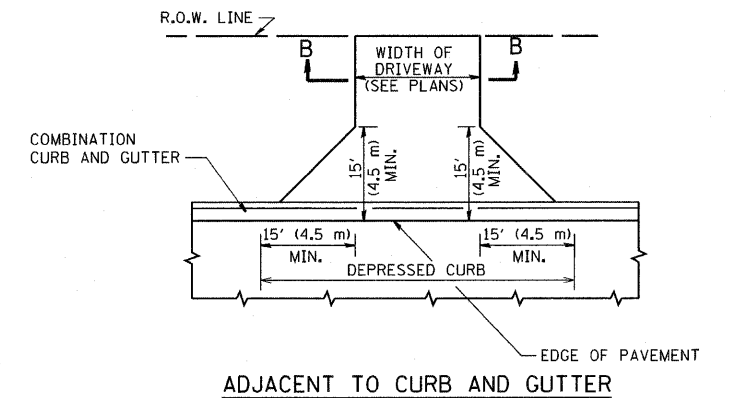 R.O.W. LINE
B
B
WIDTH OF
DRIVEWAY
(SEE PLANS)
COMBINATION
CURB AND GUTTER
15'
(4.5 m)
MIN.
15'
(4.5 m)
MIN.
15' (4.5 m)
MIN.
15' (4.5 m)
MIN.
DEPRESSED CURB
EDGE OF PAVEMENT
ADJACENT TO CURB AND GUTTER